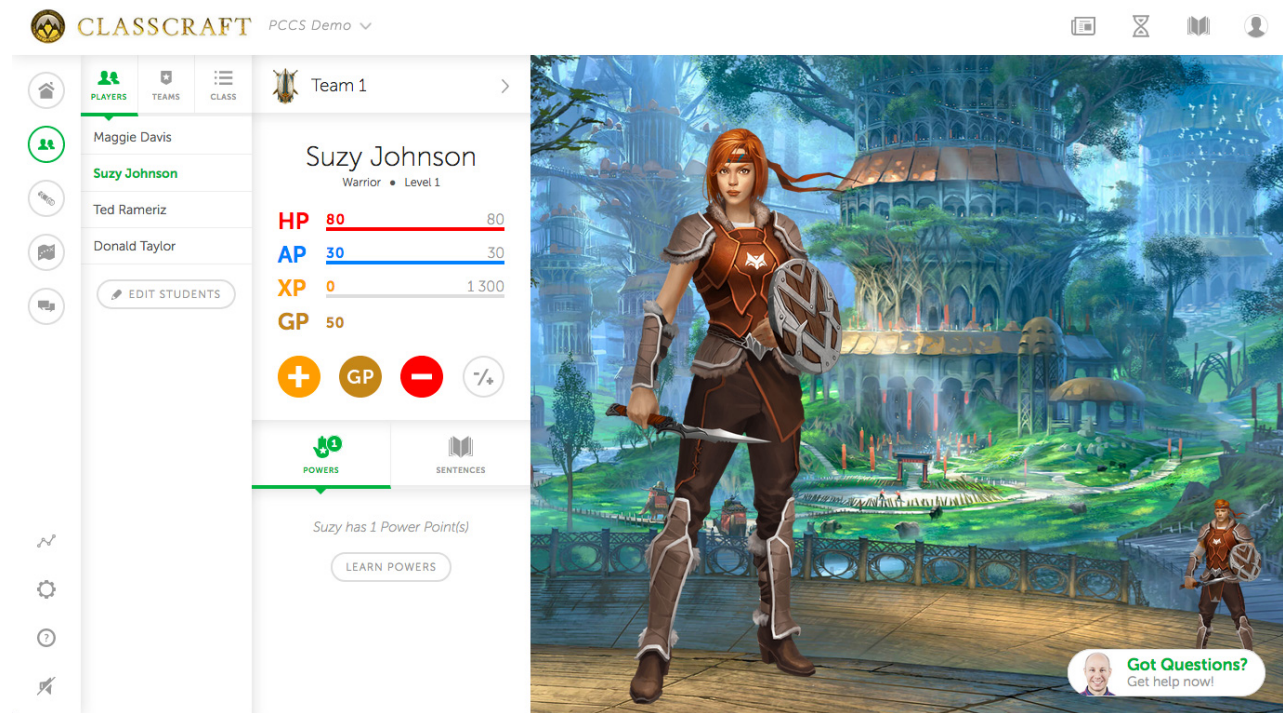 CLASSCRAFT PCCS Demo
PLAYERS TEAMS CLASS
Maggie Davis
Suzy Johnson
Ted Rameriz
Donald Taylor
EDIT STUDENTS
Team 1
Suzy Johnson
Warrior • Level 1
HP 80 80
AP 30 30
XP 0 1 300
GP 50
+ GP − -/+
1
POWERS SENTENCES
Suzy has 1 Power Point(s)
LEARN POWERS
?
Got Questions?
Get help now!